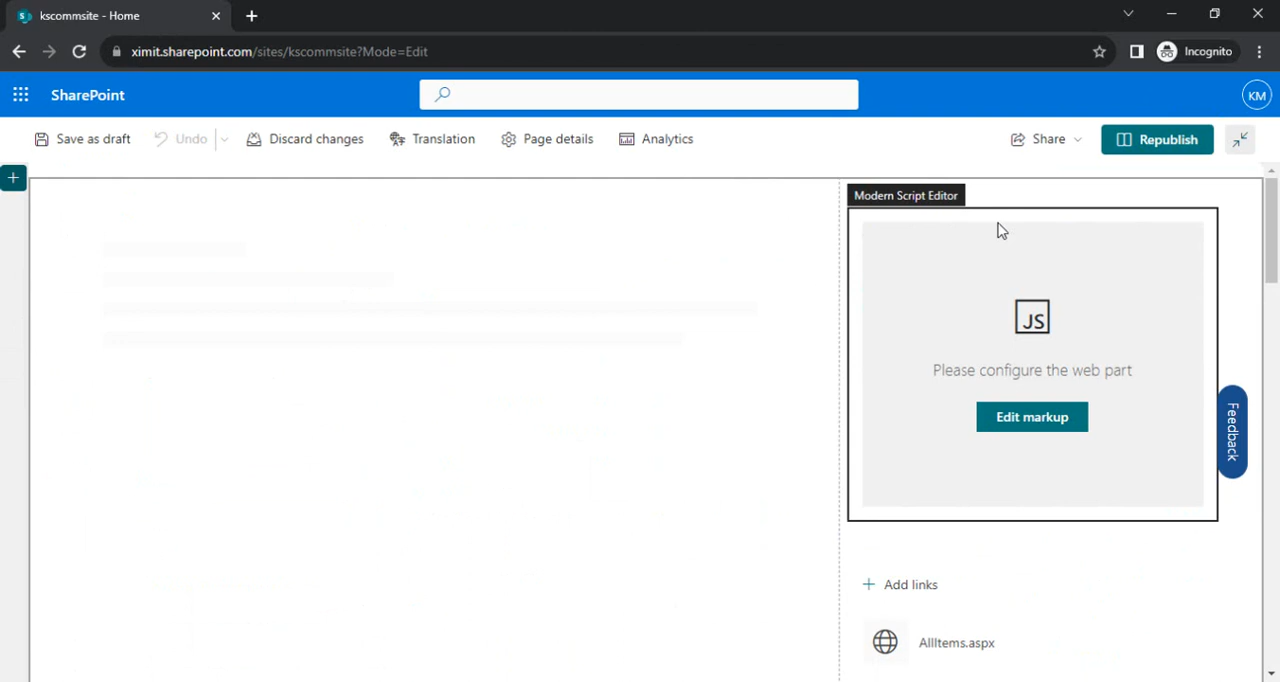 kscommsite - Home
ximit.sharepoint.com/sites/kscommsite?Mode=Edit
Incognito
SharePoint
KM
Save as draft
Undo
Discard changes
Translation
Page details
Analytics
Share
Republish
Modern Script Editor
JS
Please configure the web part
Edit markup
Feedback
Add links
AllItems.aspx